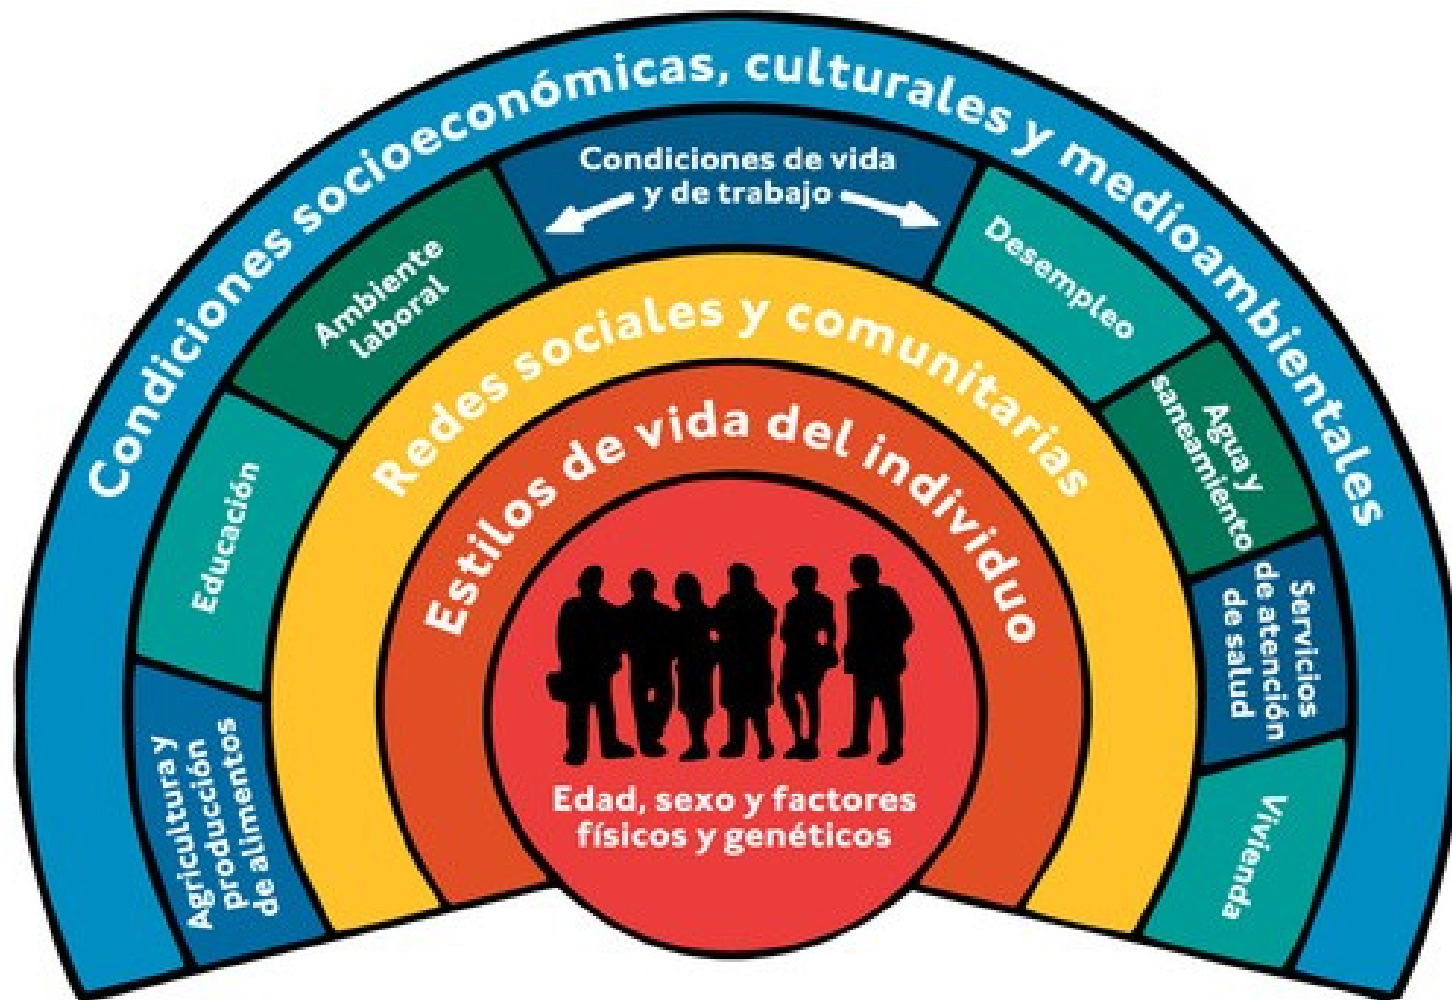 Condiciones socioeconómicas, culturales y medioambientales
Condiciones de vida
y de trabajo
Agricultura y
producción
de alimentos
Educación
Ambiente
laboral
Desempleo
Agua y
saneamiento
Servicios
de atención
de salud
Vivienda
Redes sociales y comunitarias
Estilos de vida del individuo
Edad, sexo y factores
físicos y genéticos